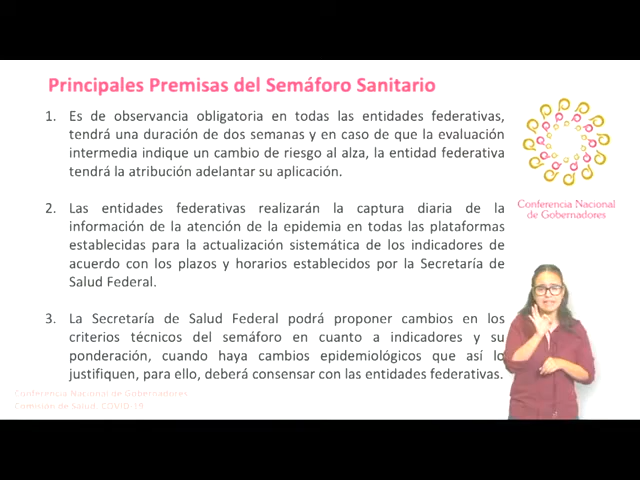 Principales Premisas del Semáforo Sanitario
1. Es de observancia obligatoria en todas las entidades federativas,
tendrá una duración de dos semanas y en caso de que la evaluación
intermedia indique un cambio de riesgo al alza, la entidad federativa
tendrá la atribución adelantar su aplicación.
2. Las entidades federativas realizarán la captura diaria de la
información de la atención de la epidemia en todas las plataformas
establecidas para la actualización sistemática de los indicadores de
acuerdo con los plazos y horarios establecidos por la Secretaría de
Salud Federal.
3. La Secretaría de Salud Federal podrá proponer cambios en los
criterios técnicos del semáforo en cuanto a indicadores y su
ponderación, cuando haya cambios epidemiológicos que así lo
justifiquen, para ello, deberá consensar con las entidades federativas.
Conferencia Nacional
de Gobernadores
Conferencia Nacional de Gobernadores
Comisión de Salud, COVID-19